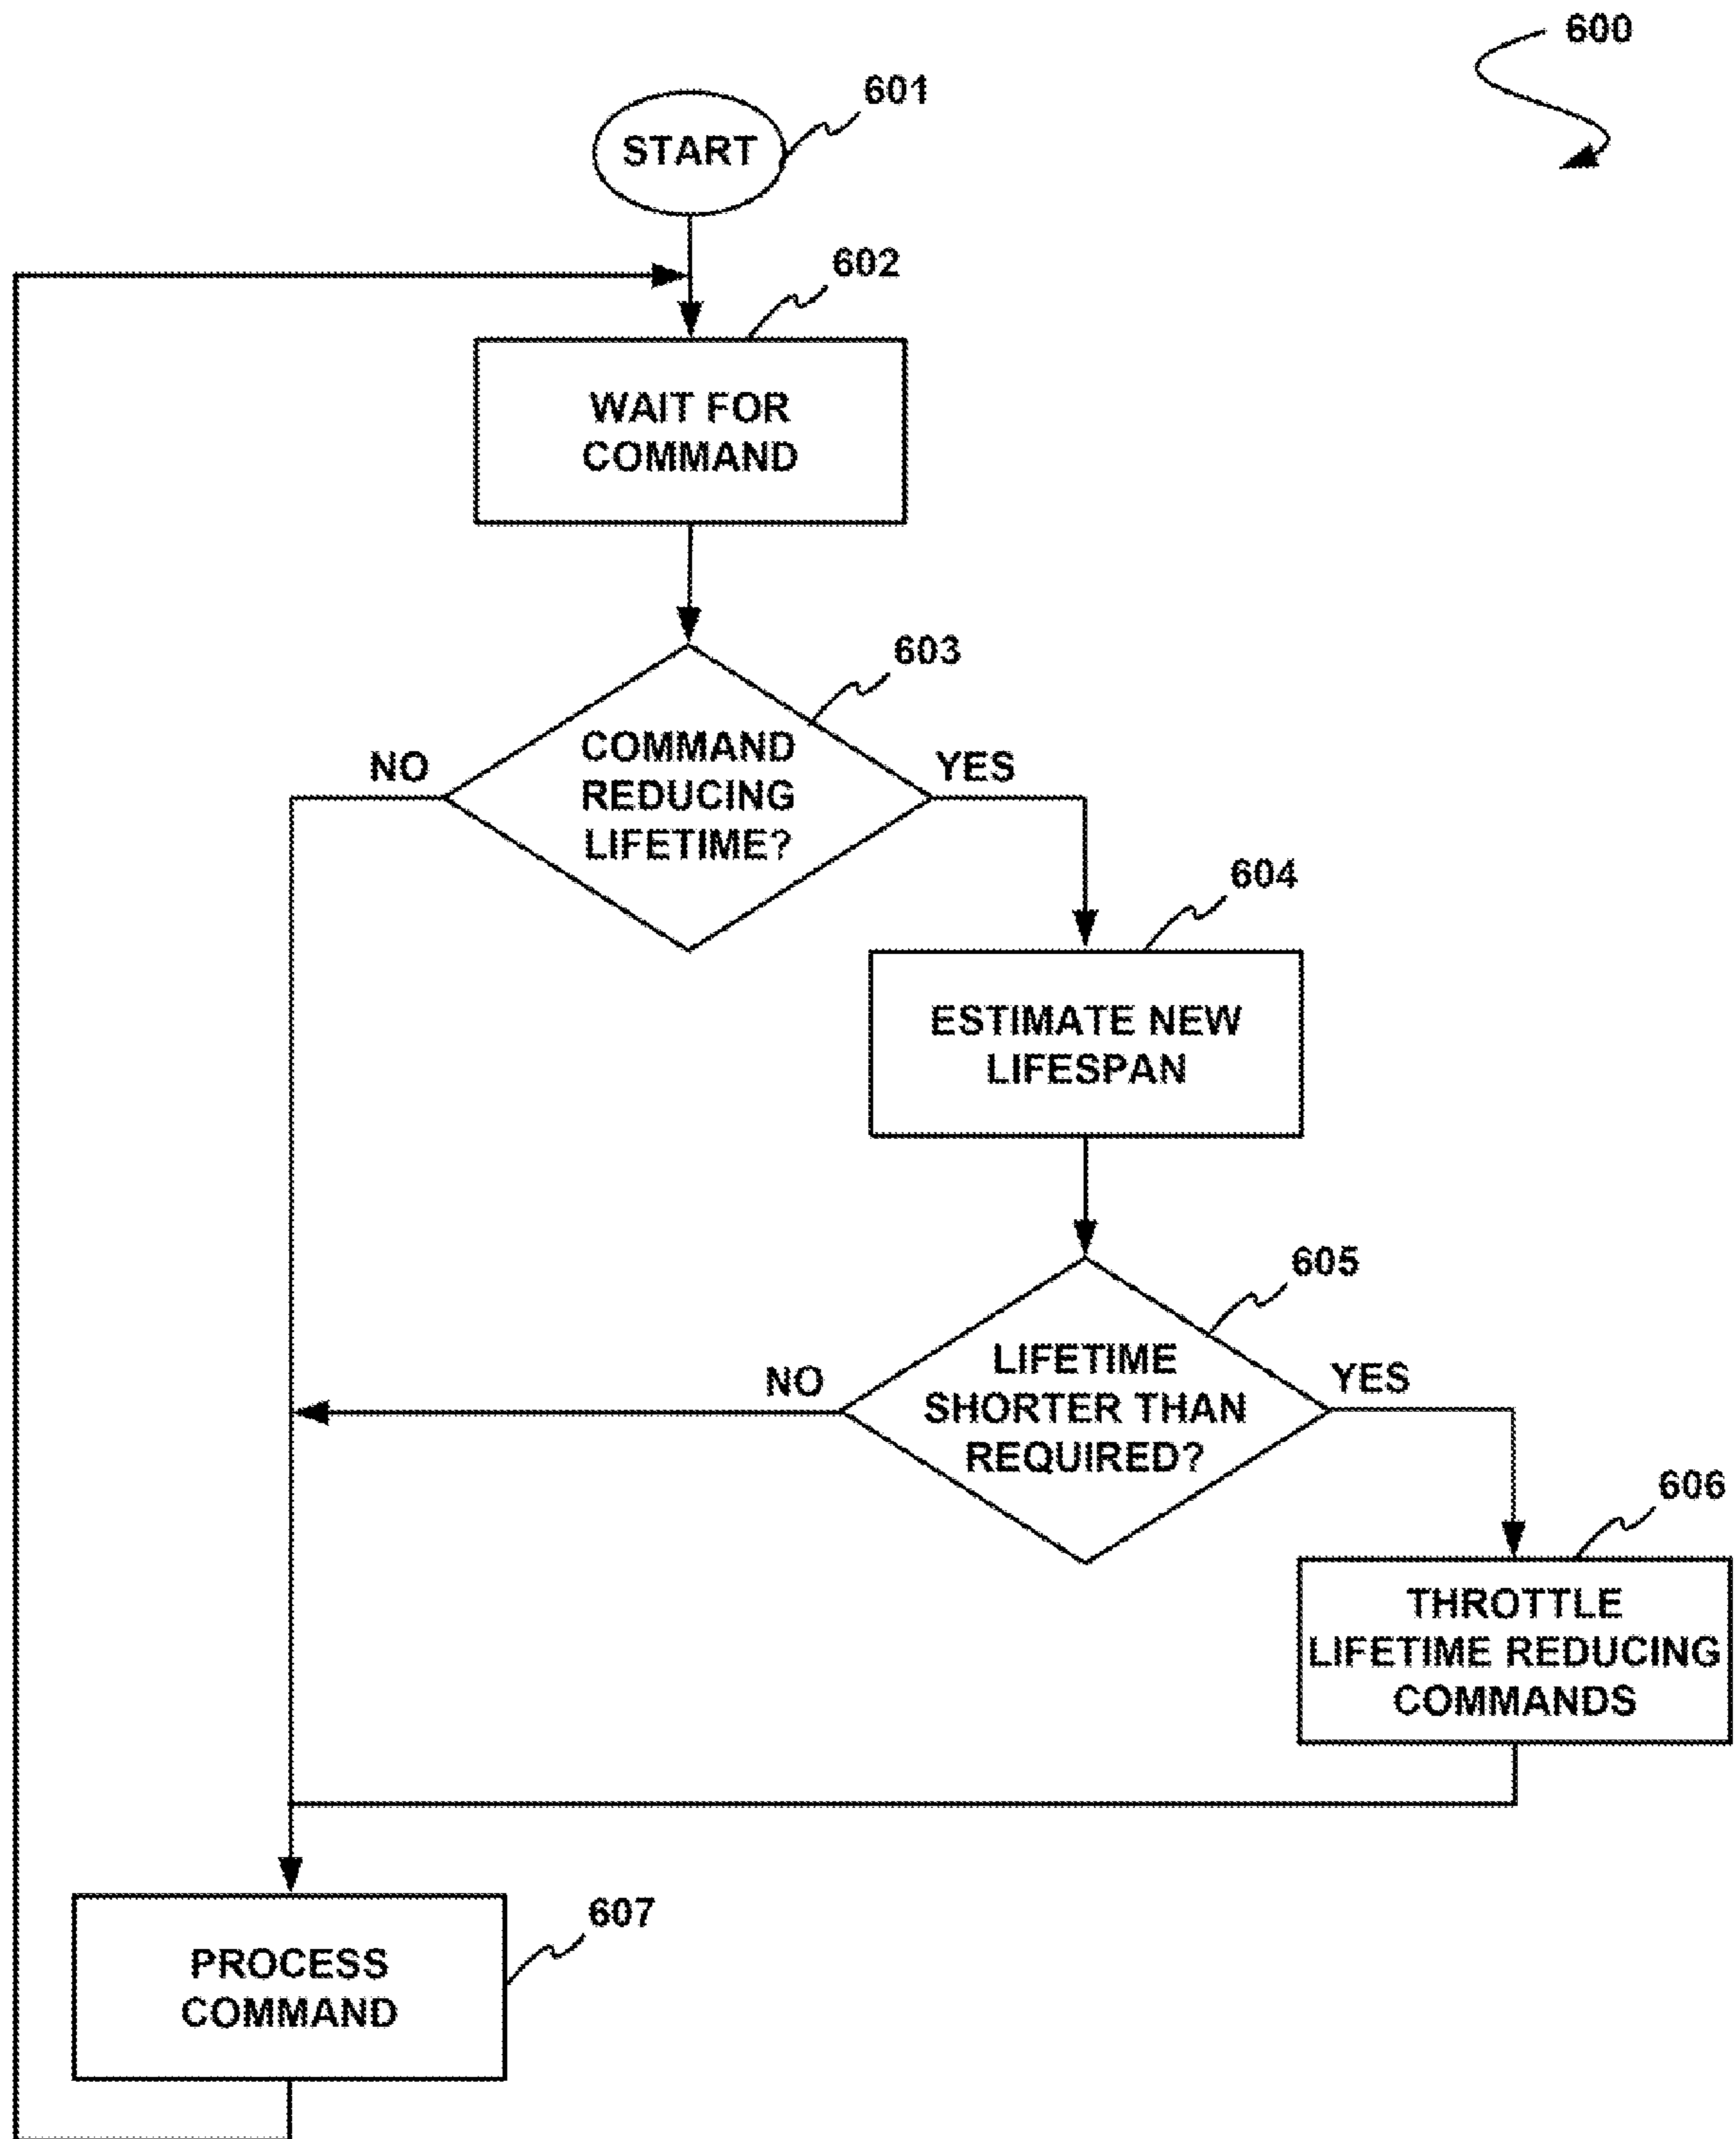 600
601
START
602
WAIT FOR
COMMAND
603
NO
YES
COMMAND
REDUCING
LIFETIME?
604
ESTIMATE NEW
LIFESPAN
605
NO
YES
LIFETIME
SHORTER THAN
REQUIRED?
606
THROTTLE
LIFETIME REDUCING
COMMANDS
607
PROCESS
COMMAND